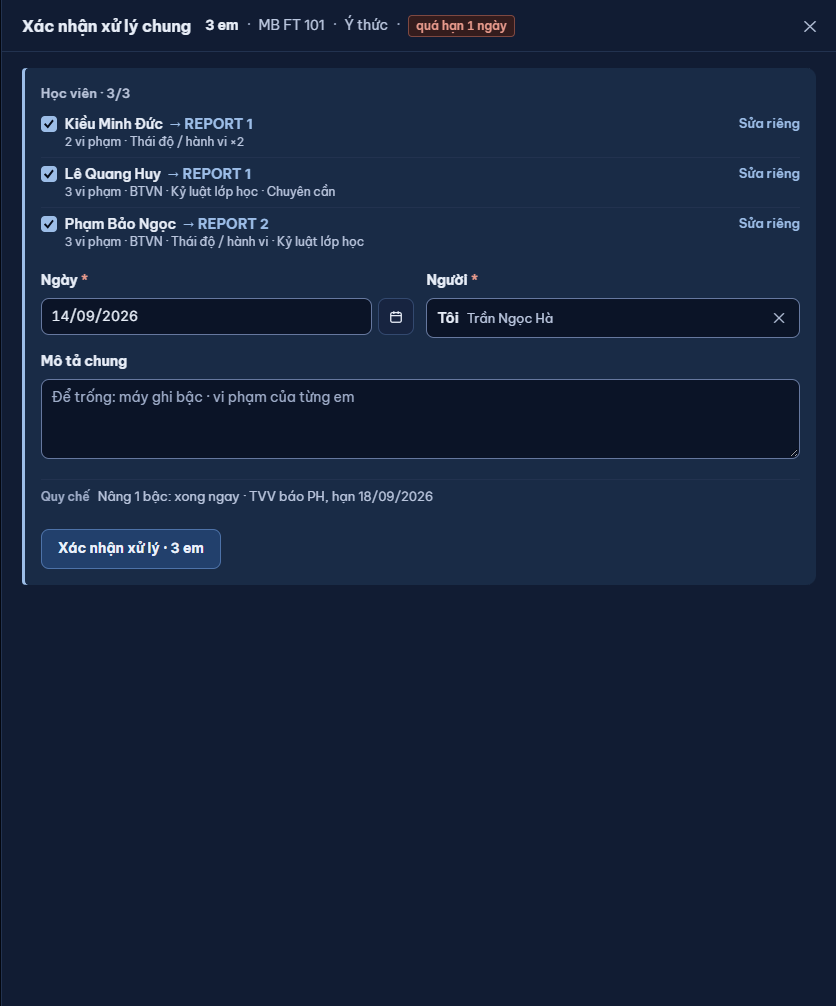 Xác nhận xử lý chung 3 em · MB FT 101 · Ý thức · quá hạn 1 ngày
Học viên · 3/3
Kiều Minh Đức → REPORT 1 Sửa riêng
2 vi phạm · Thái độ / hành vi ×2
Lê Quang Huy → REPORT 1 Sửa riêng
3 vi phạm · BTVN · Kỷ luật lớp học · Chuyên cần
Phạm Bảo Ngọc → REPORT 2 Sửa riêng
3 vi phạm · BTVN · Thái độ / hành vi · Kỷ luật lớp học
Ngày * Người *
14/09/2026 Tôi Trần Ngọc Hà
Mô tả chung
Để trống: máy ghi bậc · vi phạm của từng em
Quy chế Nâng 1 bậc: xong ngay · TVV báo PH, hạn 18/09/2026
Xác nhận xử lý · 3 em